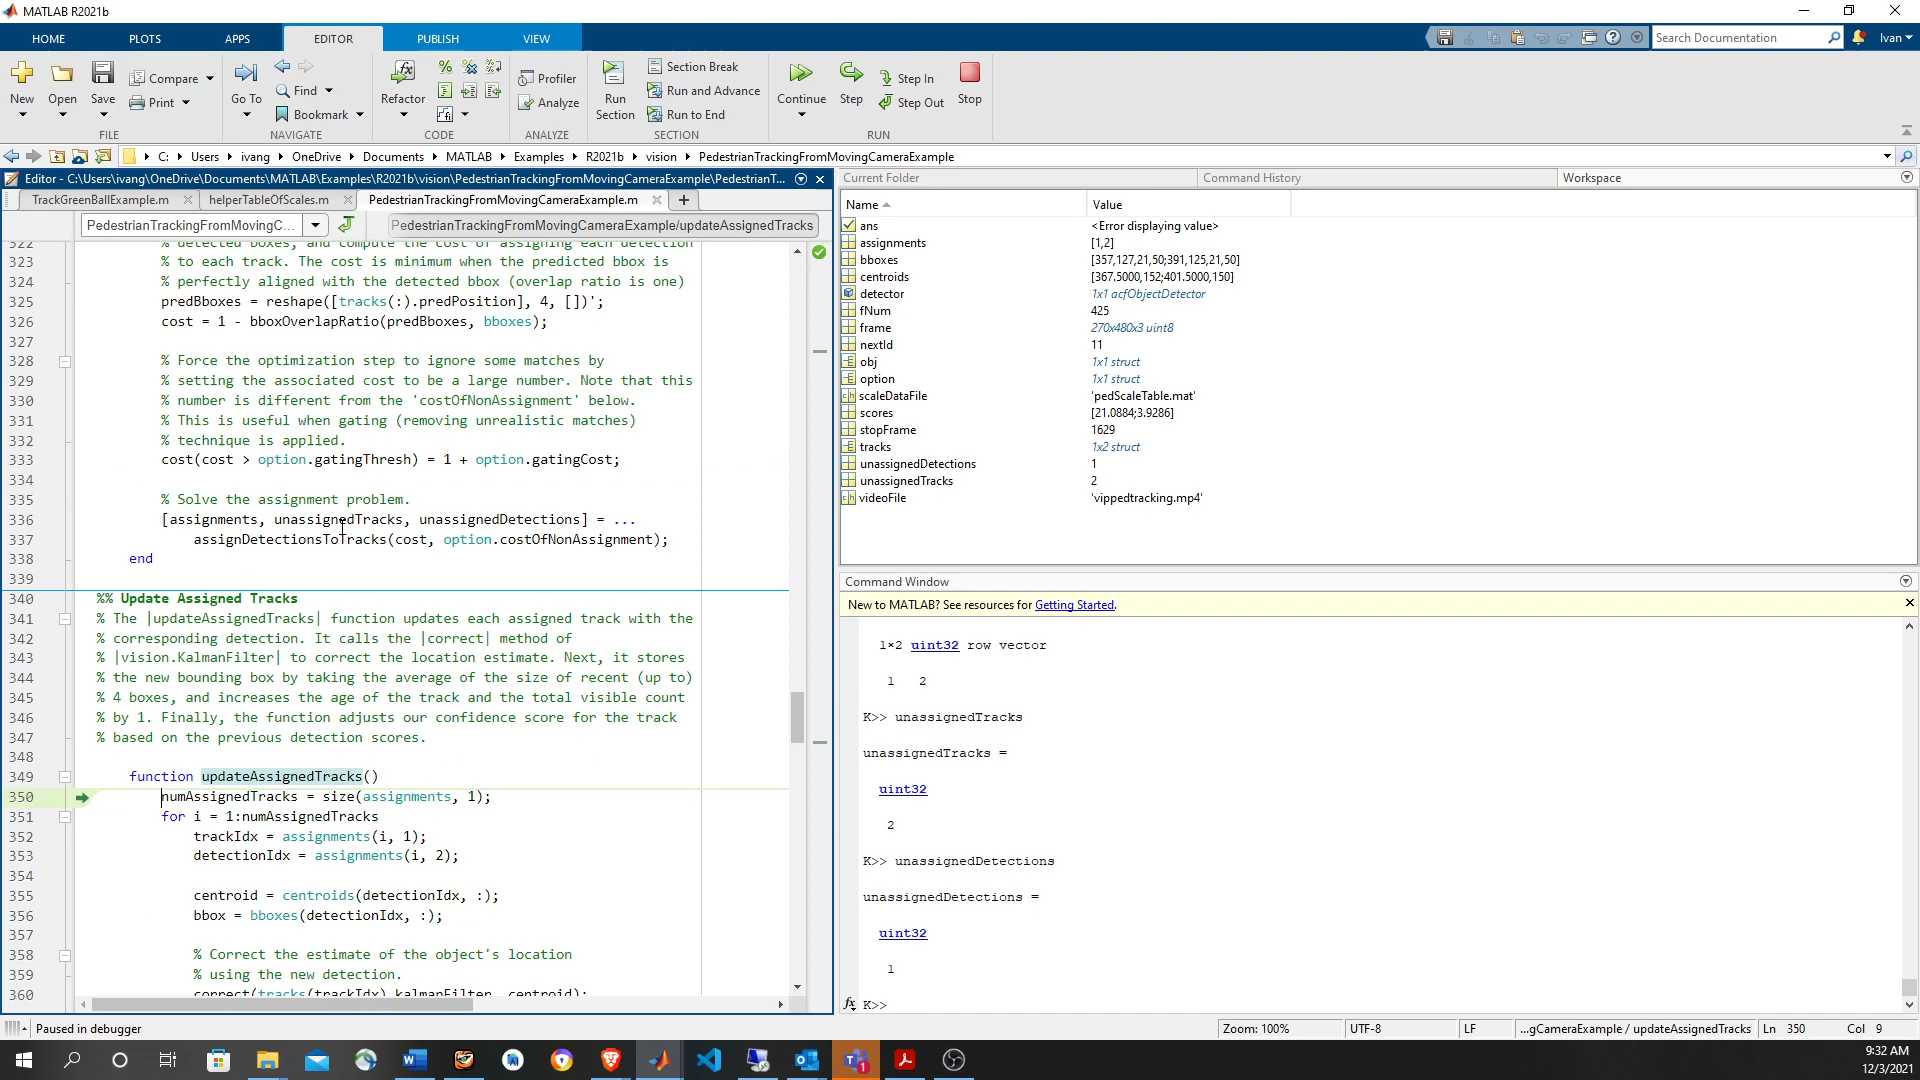 MATLAB R2021b
HOME PLOTS APPS EDITOR PUBLISH VIEW
Search Documentation
Ivan
New Open Save Compare Print
Go To Find Bookmark
Refactor
Profiler Analyze
Run Section Section Break Run and Advance Run to End
Continue Step Step In Step Out Stop
FILE NAVIGATE CODE ANALYZE SECTION RUN
C: Users ivang OneDrive Documents MATLAB Examples R2021b vision PedestrianTrackingFromMovingCameraExample
Editor - C:\Users\ivang\OneDrive\Documents\MATLAB\Examples\R2021b\vision\PedestrianTrackingFromMovingCameraExample\PedestrianT...
TrackGreenBallExample.m helperTableOfScales.m PedestrianTrackingFromMovingCameraExample.m
PedestrianTrackingFromMovingC... PedestrianTrackingFromMovingCameraExample/updateAssignedTracks
322 % detected boxes, and compute the cost of assigning each detection
323 % to each track. The cost is minimum when the predicted bbox is
324 % perfectly aligned with the detected bbox (overlap ratio is one)
325 predBboxes = reshape([tracks(:).predPosition], 4, [])';
326 cost = 1 - bboxOverlapRatio(predBboxes, bboxes);
327
328 % Force the optimization step to ignore some matches by
329 % setting the associated cost to be a large number. Note that this
330 % number is different from the 'costOfNonAssignment' below.
331 % This is useful when gating (removing unrealistic matches)
332 % technique is applied.
333 cost(cost > option.gatingThresh) = 1 + option.gatingCost;
334
335 % Solve the assignment problem.
336 [assignments, unassignedTracks, unassignedDetections] = ...
337 assignDetectionsToTracks(cost, option.costOfNonAssignment);
338 end
339
340 %% Update Assigned Tracks
341 % The |updateAssignedTracks| function updates each assigned track with the
342 % corresponding detection. It calls the |correct| method of
343 % |vision.KalmanFilter| to correct the location estimate. Next, it stores
344 % the new bounding box by taking the average of the size of recent (up to)
345 % 4 boxes, and increases the age of the track and the total visible count
346 % by 1. Finally, the function adjusts our confidence score for the track
347 % based on the previous detection scores.
348
349 function updateAssignedTracks()
350 numAssignedTracks = size(assignments, 1);
351 for i = 1:numAssignedTracks
352 trackIdx = assignments(i, 1);
353 detectionIdx = assignments(i, 2);
354
355 centroid = centroids(detectionIdx, :);
356 bbox = bboxes(detectionIdx, :);
357
358 % Correct the estimate of the object's location
359 % using the new detection.
360 correct(tracks(trackIdx).kalmanFilter, centroid);
Current Folder Command History Workspace
Name Value
ans <Error displaying value>
assignments [1,2]
bboxes [357,127,21,50;391,125,21,50]
centroids [367.5000,152;401.5000,150]
detector 1x1 acfObjectDetector
fNum 425
frame 270x480x3 uint8
nextId 11
obj 1x1 struct
option 1x1 struct
scaleDataFile 'pedScaleTable.mat'
scores [21.0884;3.9286]
stopFrame 1629
tracks 1x2 struct
unassignedDetections 1
unassignedTracks 2
videoFile 'vippedtracking.mp4'
Command Window
New to MATLAB? See resources for Getting Started.
1×2 uint32 row vector
1 2
K>> unassignedTracks
unassignedTracks =
uint32
2
K>> unassignedDetections
unassignedDetections =
uint32
1
fx K>>
Paused in debugger
Zoom: 100% UTF-8 LF ...gCameraExample / updateAssignedTracks Ln 350 Col 9
9:32 AM
12/3/2021